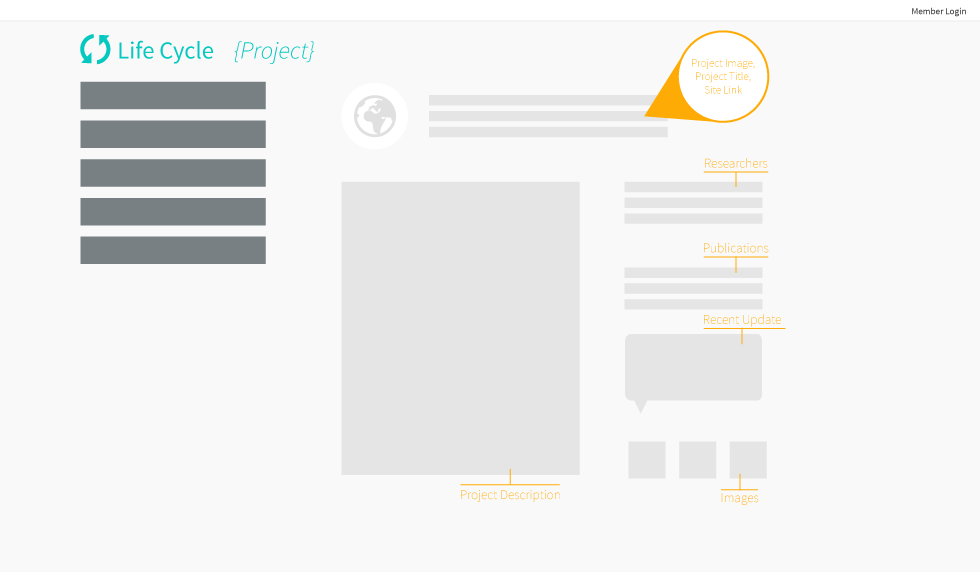 Member Login
Life Cycle {Project}
Project Image,
Project Title,
Site Link
Researchers
Publications
Recent Update
Project Description
Images